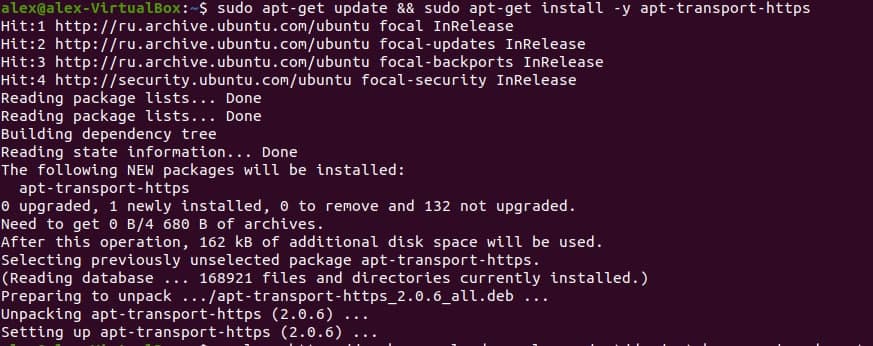 alex@alex-VirtualBox:~$ sudo apt-get update && sudo apt-get install -y apt-transport-https
Hit:1 http://ru.archive.ubuntu.com/ubuntu focal InRelease
Hit:2 http://ru.archive.ubuntu.com/ubuntu focal-updates InRelease
Hit:3 http://ru.archive.ubuntu.com/ubuntu focal-backports InRelease
Hit:4 http://security.ubuntu.com/ubuntu focal-security InRelease
Reading package lists... Done
Reading package lists... Done
Building dependency tree
Reading state information... Done
The following NEW packages will be installed:
  apt-transport-https
0 upgraded, 1 newly installed, 0 to remove and 132 not upgraded.
Need to get 0 B/4 680 B of archives.
After this operation, 162 kB of additional disk space will be used.
Selecting previously unselected package apt-transport-https.
(Reading database ... 168921 files and directories currently installed.)
Preparing to unpack .../apt-transport-https_2.0.6_all.deb ...
Unpacking apt-transport-https (2.0.6) ...
Setting up apt-transport-https (2.0.6) ...